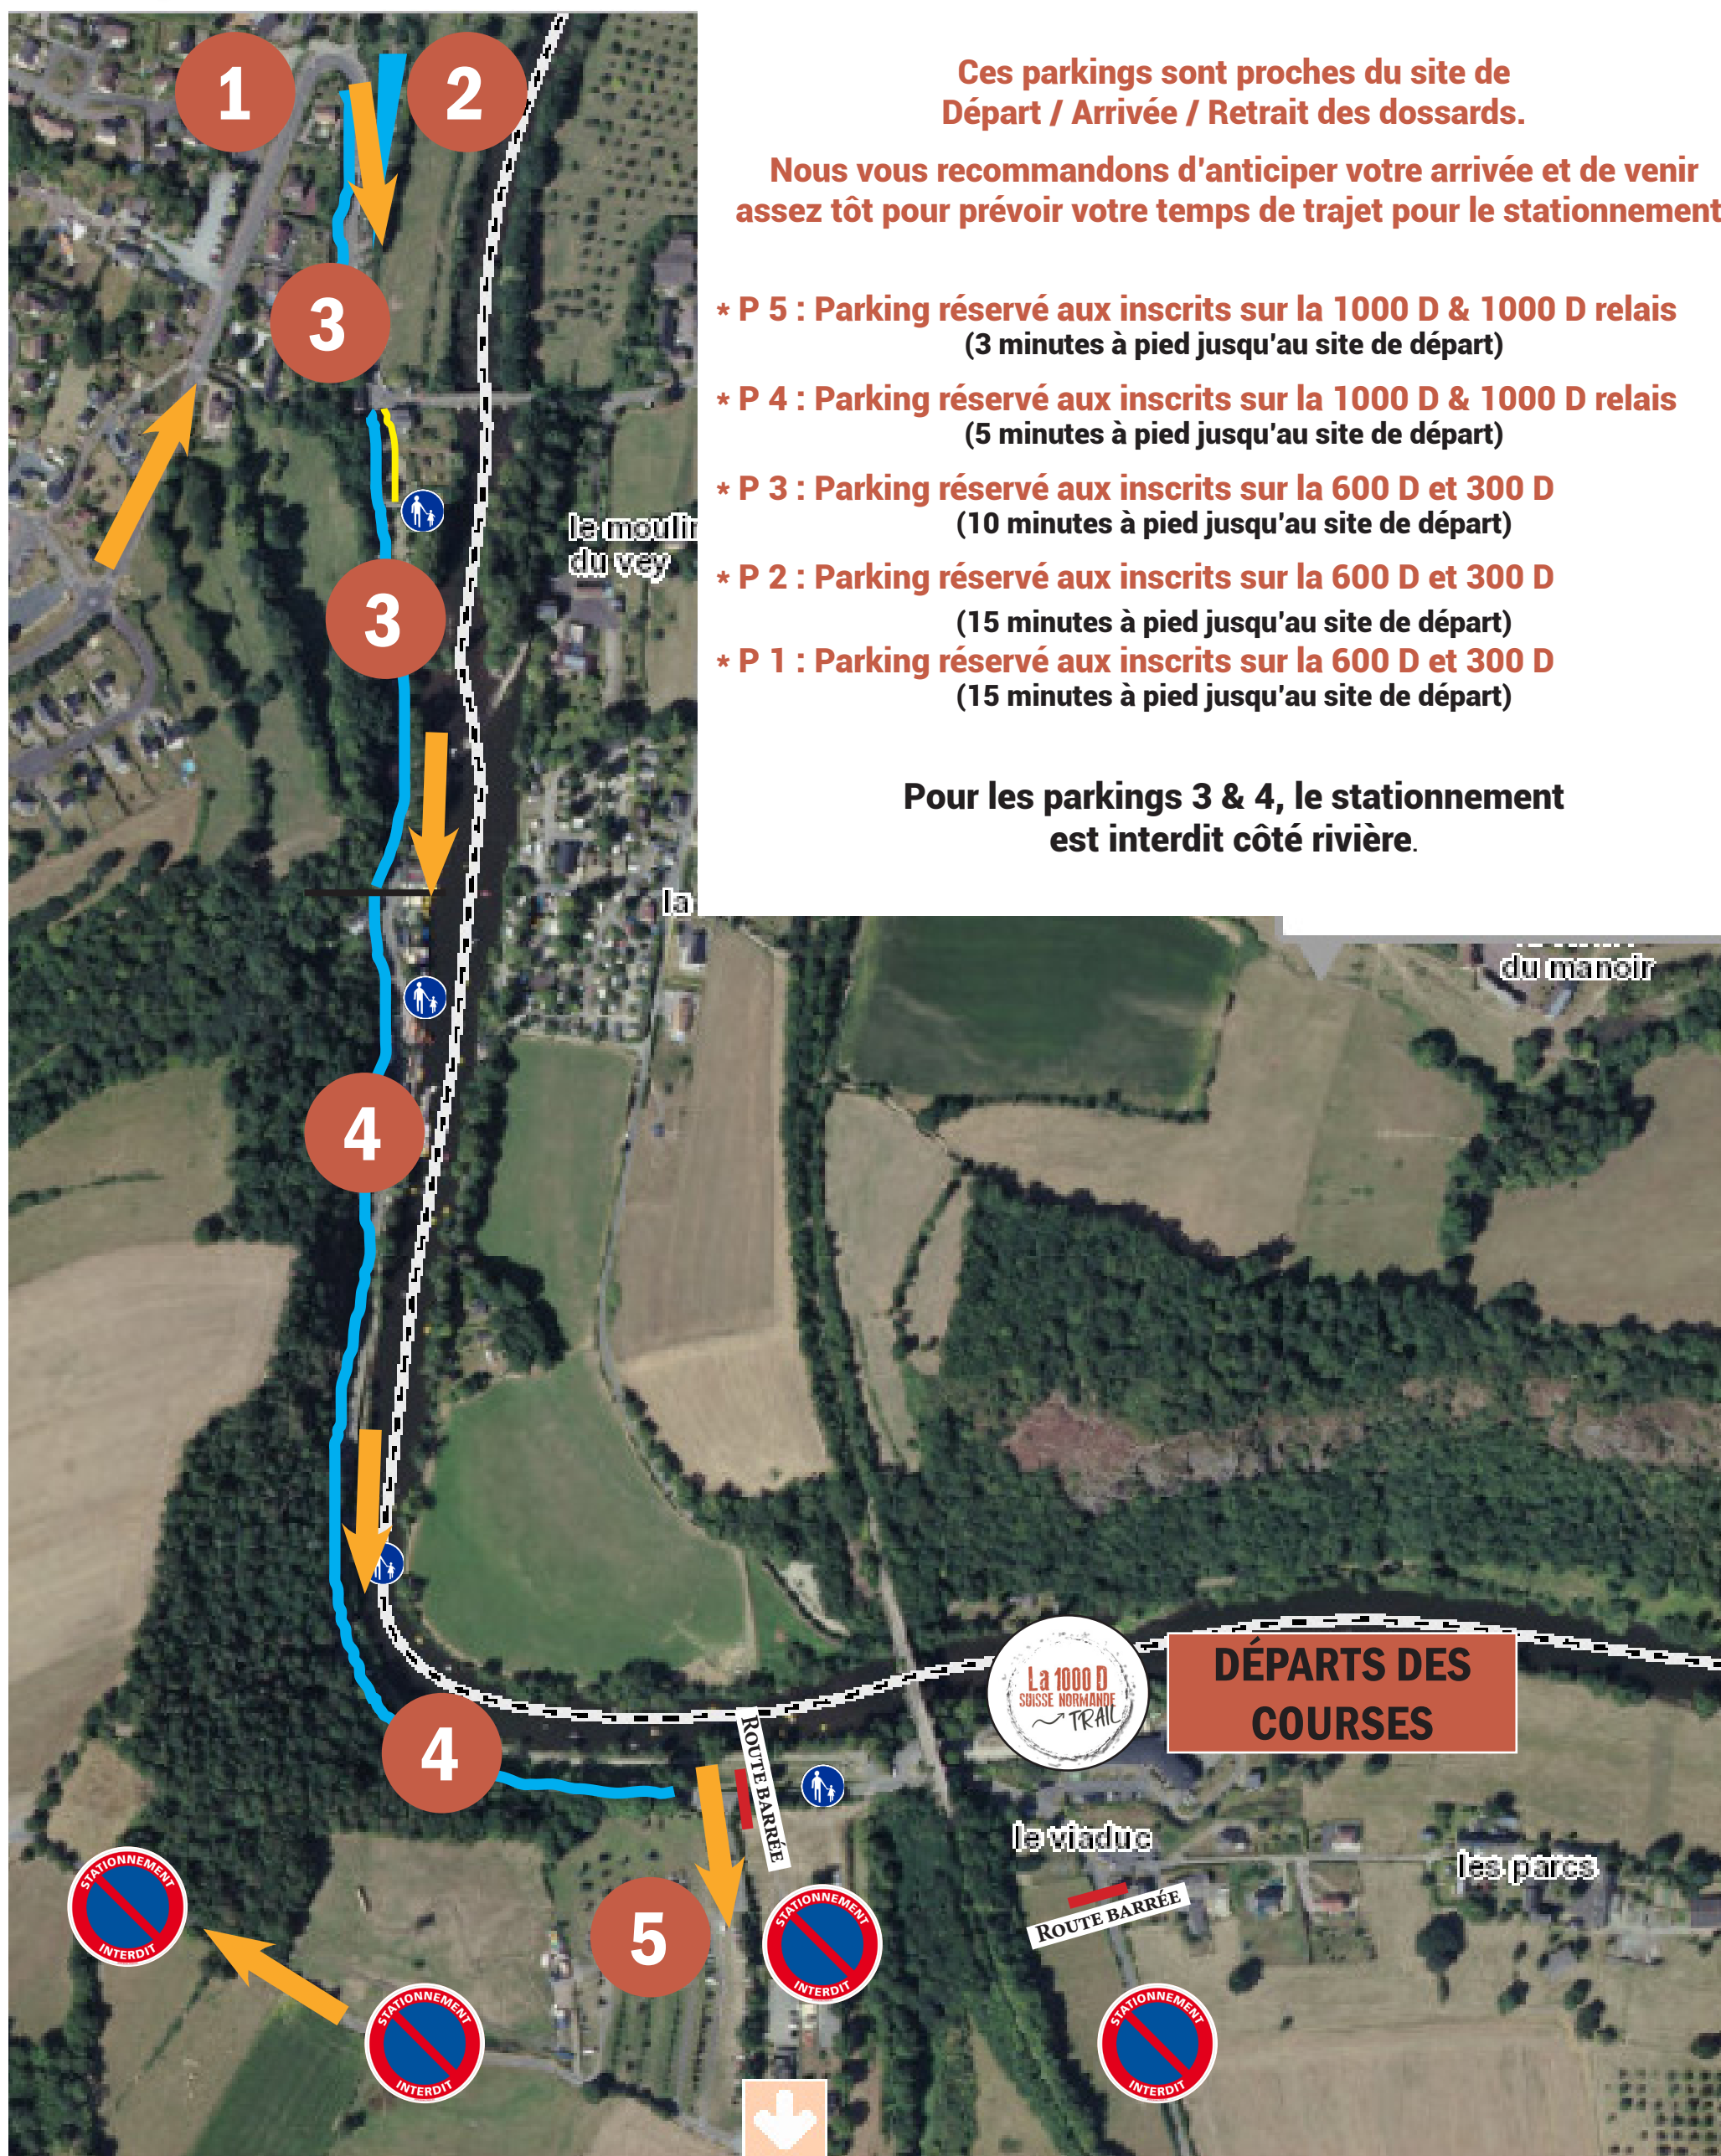 Ces parkings sont proches du site de
Départ / Arrivée / Retrait des dossards.
Nous vous recommandons d'anticiper votre arrivée et de venir
assez tôt pour prévoir votre temps de trajet pour le stationnement
* P 5 : Parking réservé aux inscrits sur la 1000 D & 1000 D relais
(3 minutes à pied jusqu'au site de départ)
* P 4 : Parking réservé aux inscrits sur la 1000 D & 1000 D relais
(5 minutes à pied jusqu'au site de départ)
* P 3 : Parking réservé aux inscrits sur la 600 D et 300 D
(10 minutes à pied jusqu'au site de départ)
* P 2 : Parking réservé aux inscrits sur la 600 D et 300 D
(15 minutes à pied jusqu'au site de départ)
* P 1 : Parking réservé aux inscrits sur la 600 D et 300 D
(15 minutes à pied jusqu'au site de départ)
Pour les parkings 3 & 4, le stationnement
est interdit côté rivière.
1
2
3
le moulin
du vey
3
la
du manoir
4
La 1000 D
SUISSE NORMANDE
TRAIL
DÉPARTS DES
COURSES
4
ROUTE BARRÉE
le viaduc
les parcs
ROUTE BARRÉE
5
STATIONNEMENT
INTERDIT
STATIONNEMENT
INTERDIT
STATIONNEMENT
INTERDIT
STATIONNEMENT
INTERDIT